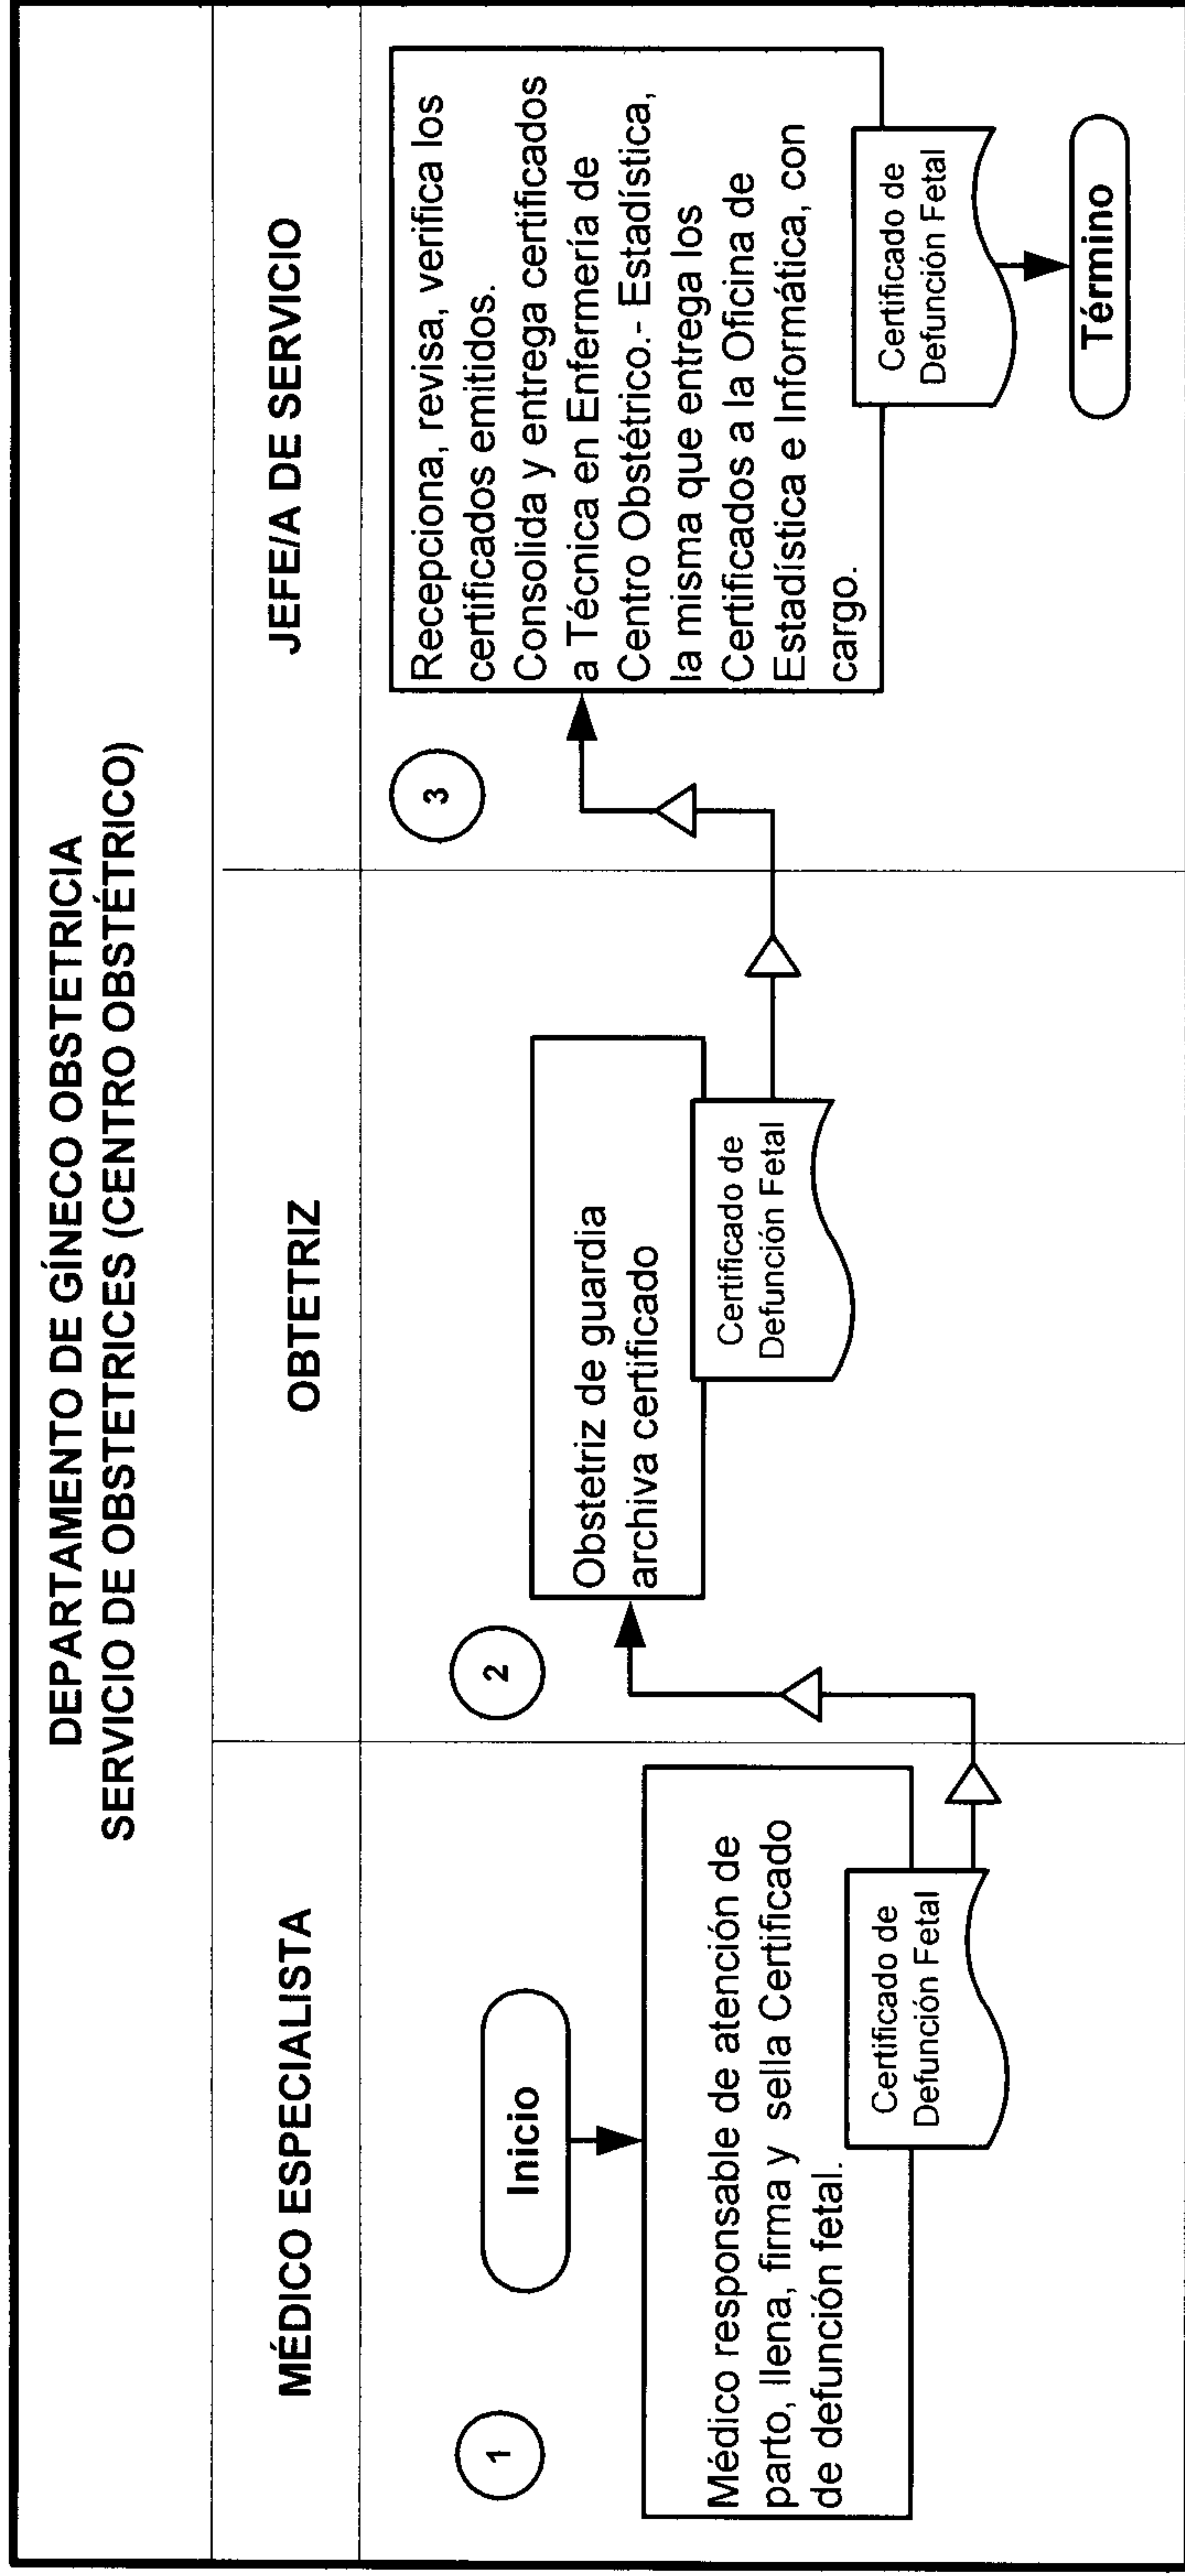 DEPARTAMENTO DE GÍNECO OBSTETRICIA
SERVICIO DE OBSTETRICES (CENTRO OBSTÉTRICO)
MÉDICO ESPECIALISTA
OBTETRIZ
JEFE/A DE SERVICIO
1
Inicio
Médico responsable de atención de
parto, llena, firma y sella Certificado
de defunción fetal.
Certificado de
Defunción Fetal
2
Obstetriz de guardia
archiva certificado
Certificado de
Defunción Fetal
3
Recepciona, revisa, verifica los
certificados emitidos.
Consolida y entrega certificados
a Técnica en Enfermería de
Centro Obstétrico.- Estadística,
la misma que entrega los
Certificados a la Oficina de
Estadística e Informática, con
cargo.
Certificado de
Defunción Fetal
Término